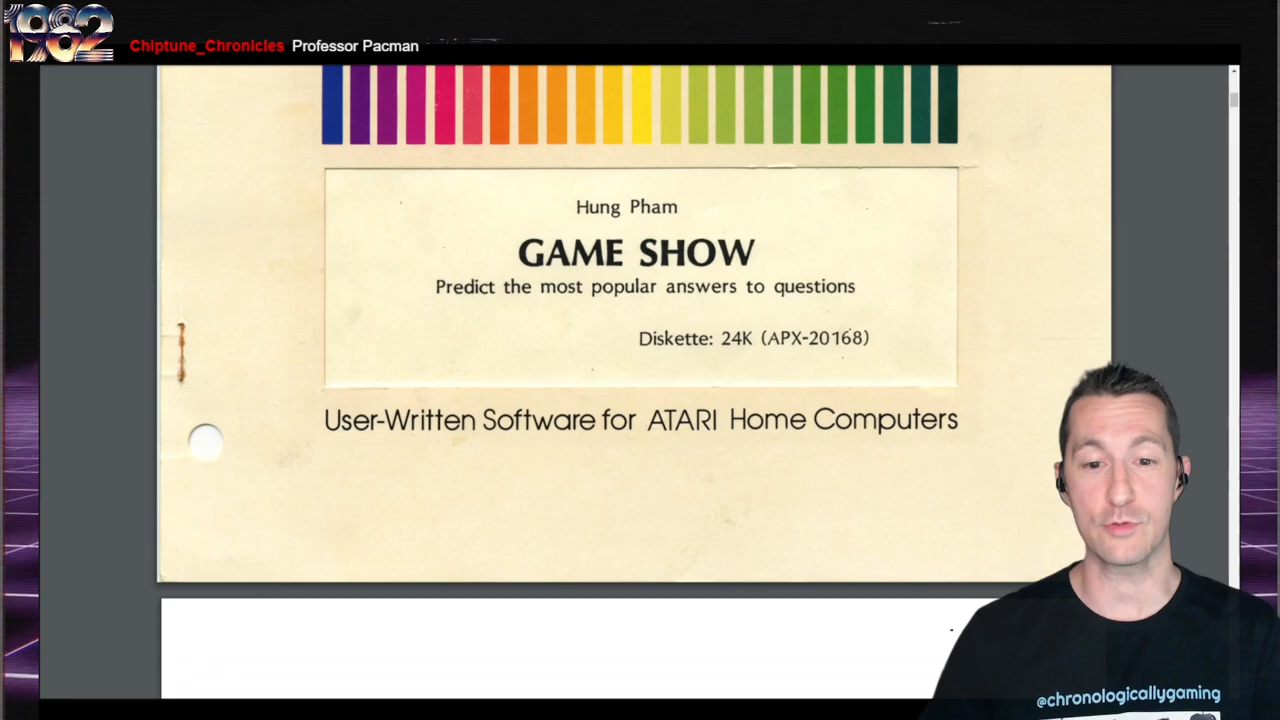 1982
Chiptune_Chronicles Professor Pacman
Hung Pham
GAME SHOW
Predict the most popular answers to questions
Diskette: 24K (APX-20168)
User-Written Software for ATARI Home Computers
@chronologicallygaming